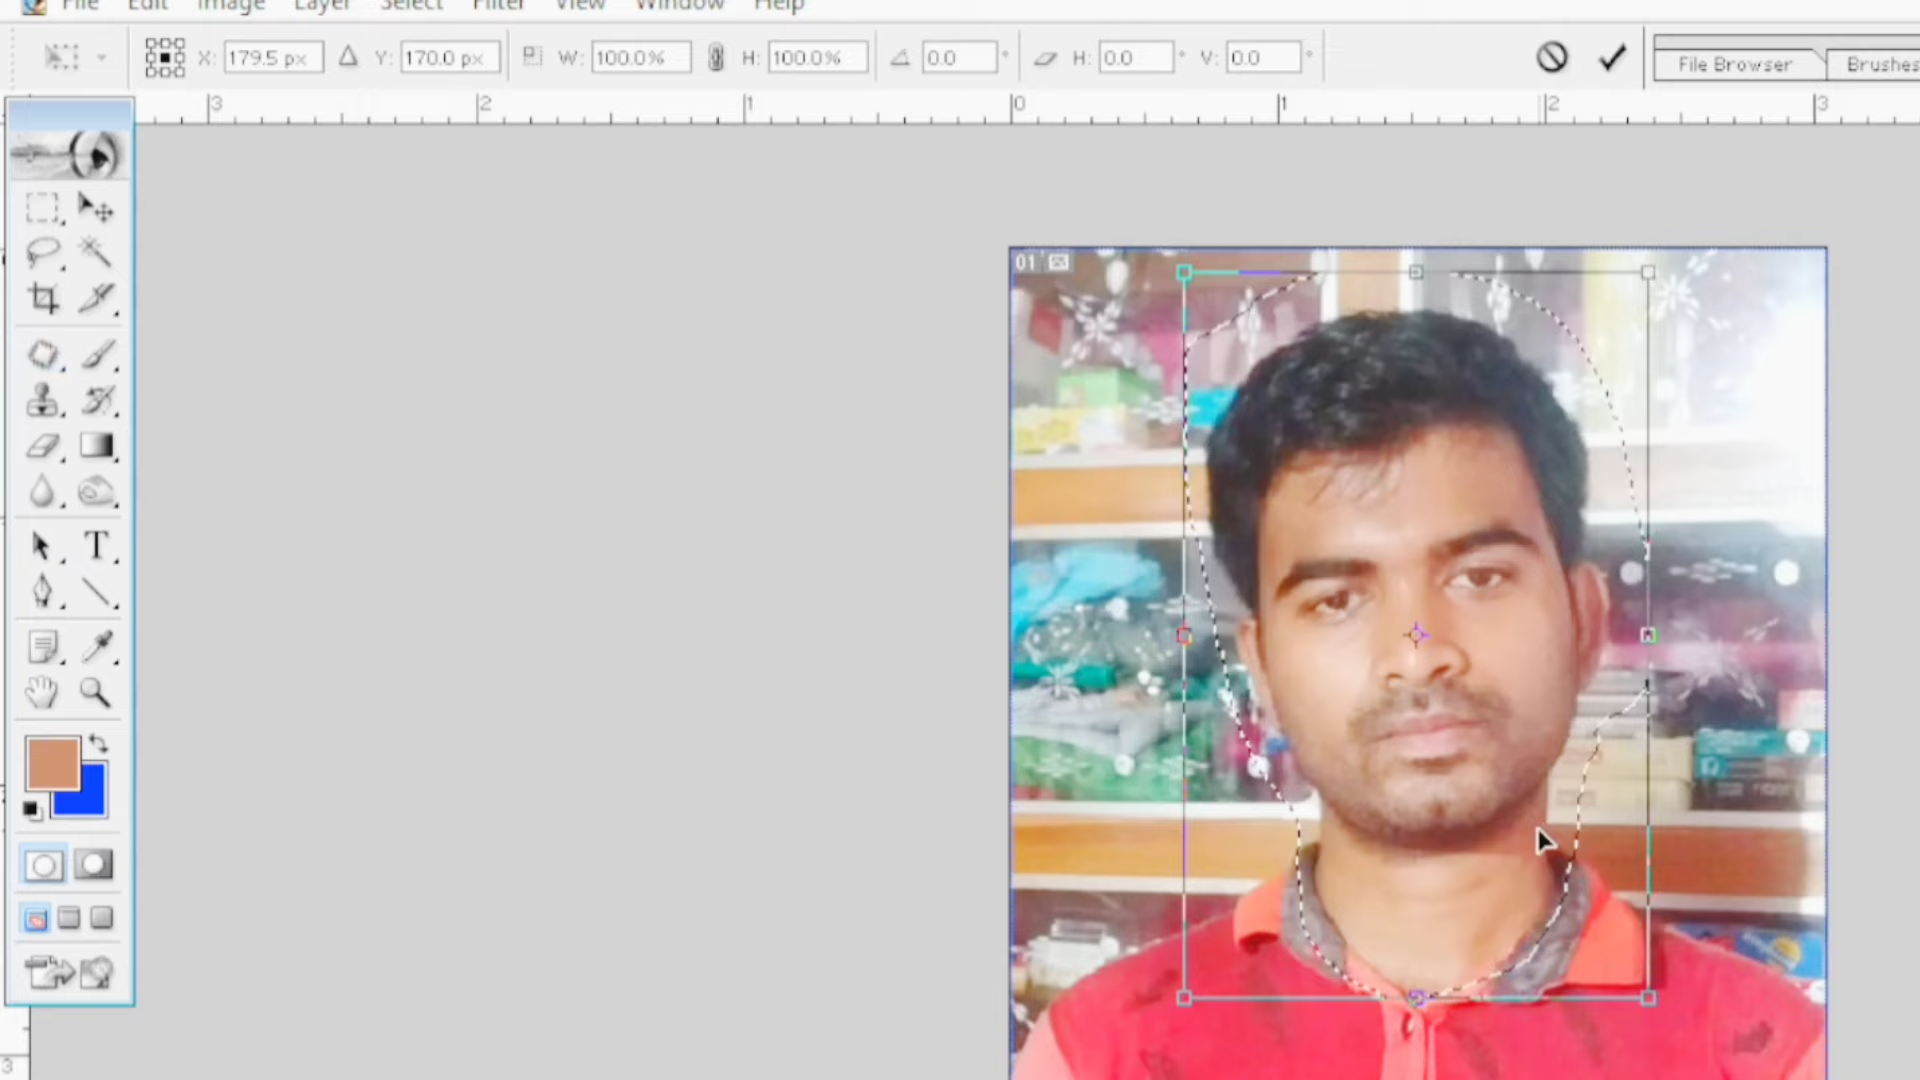 File Edit Image Layer Select Filter View Window Help
X: 179.5 px Y: 170.0 px W: 100.0% H: 100.0% 0.0 ° H: 0.0 ° V: 0.0 °
File Browser Brushes
3 2 1 0 1 2 3
01
T
3